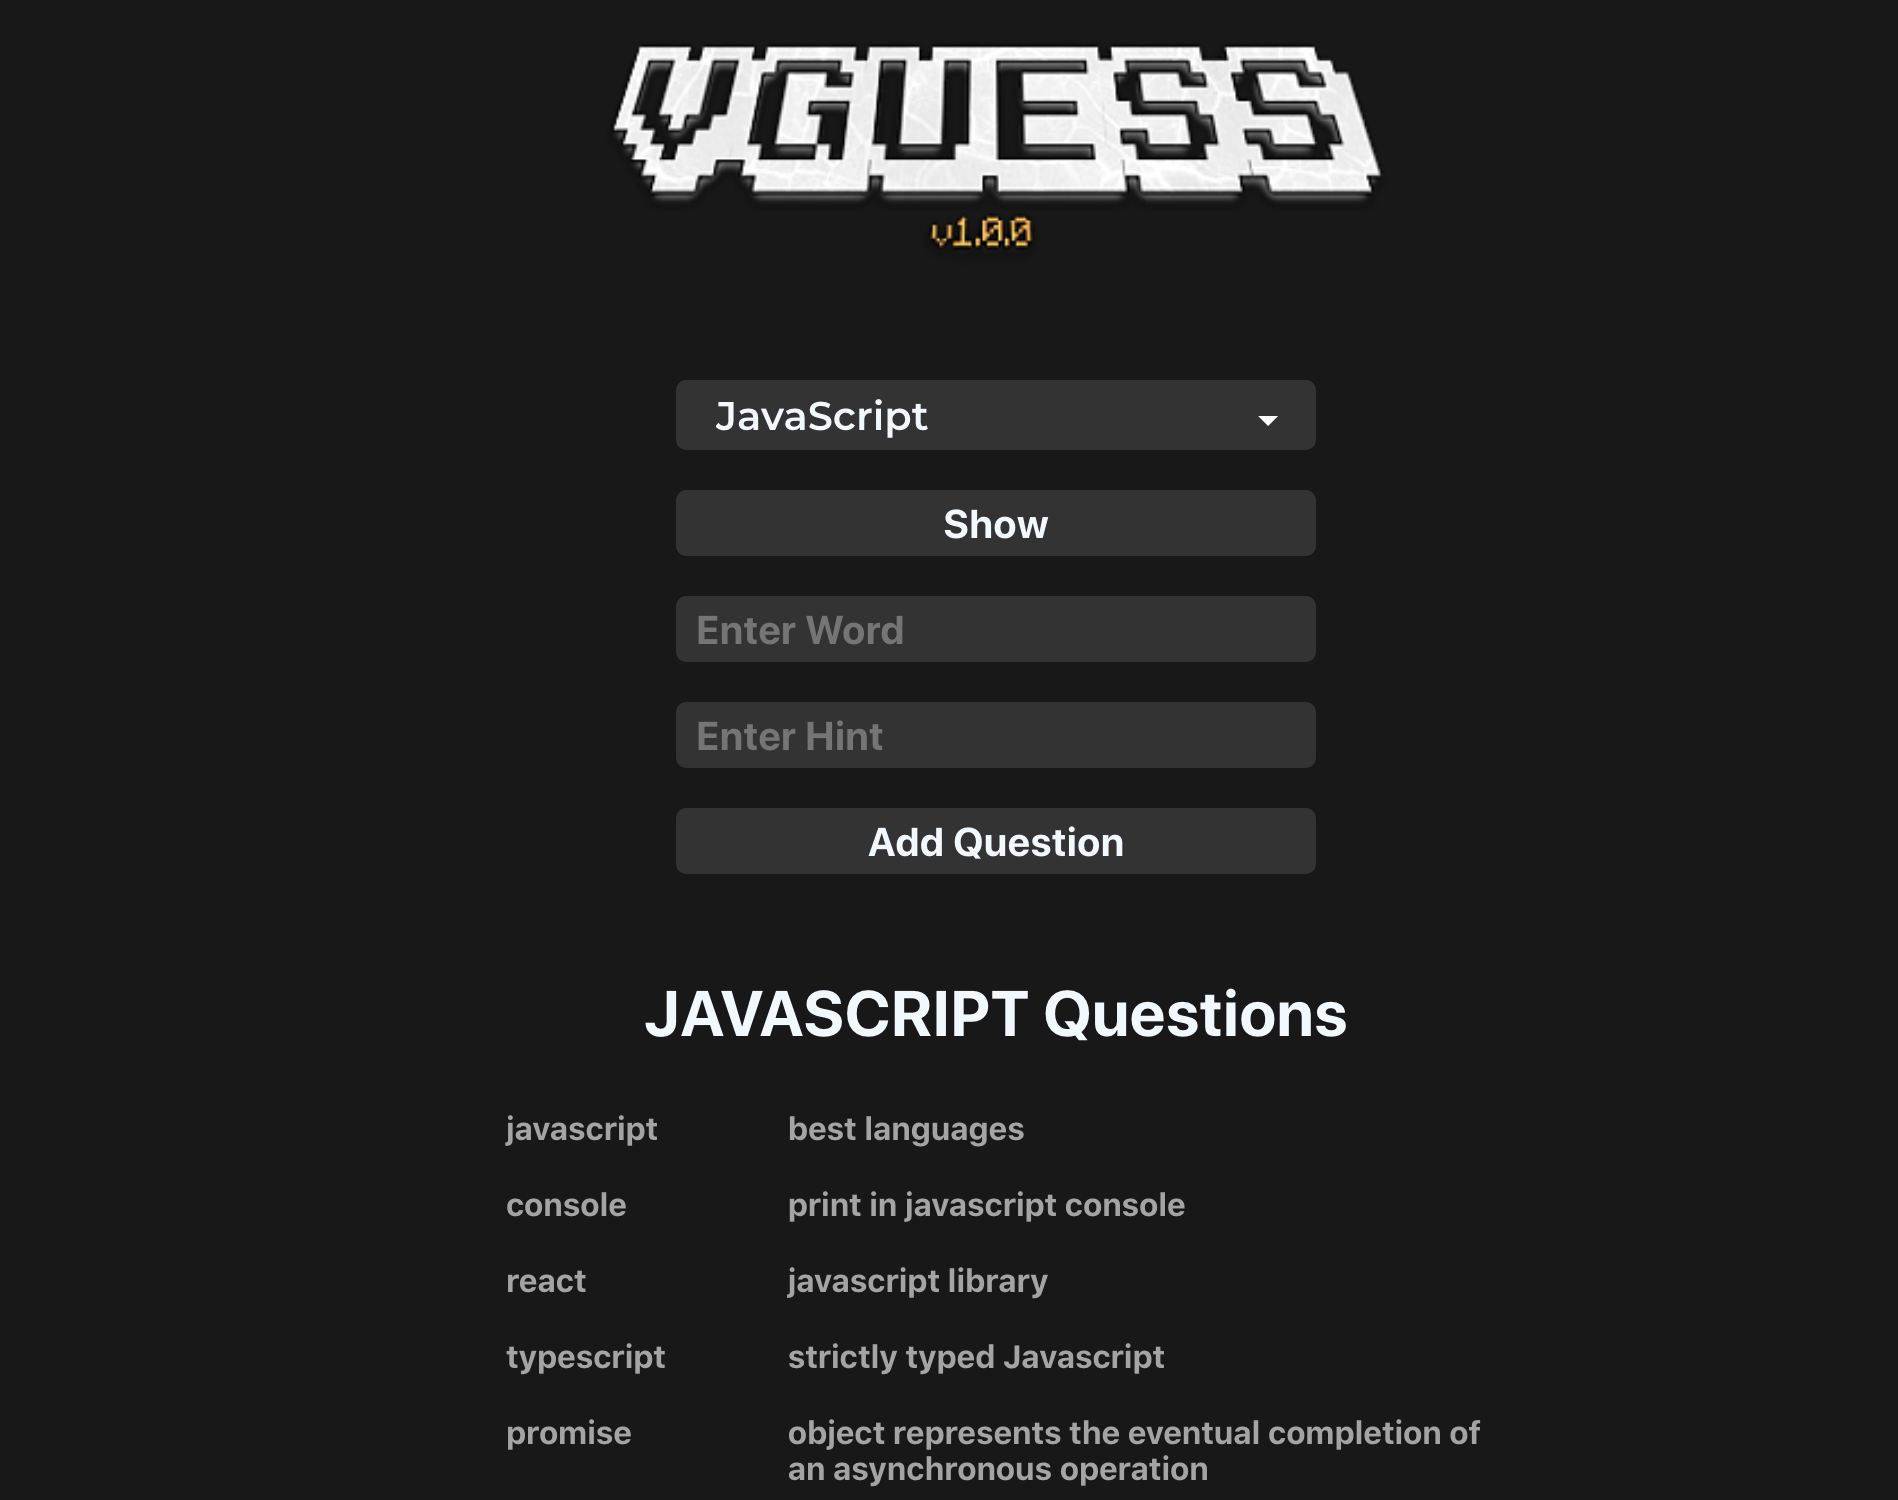 VGUESS
v1.0.0
JavaScript
Show
Enter Word
Enter Hint
Add Question
JAVASCRIPT Questions
javascript best languages
console print in javascript console
react javascript library
typescript strictly typed Javascript
promise object represents the eventual completion of
an asynchronous operation